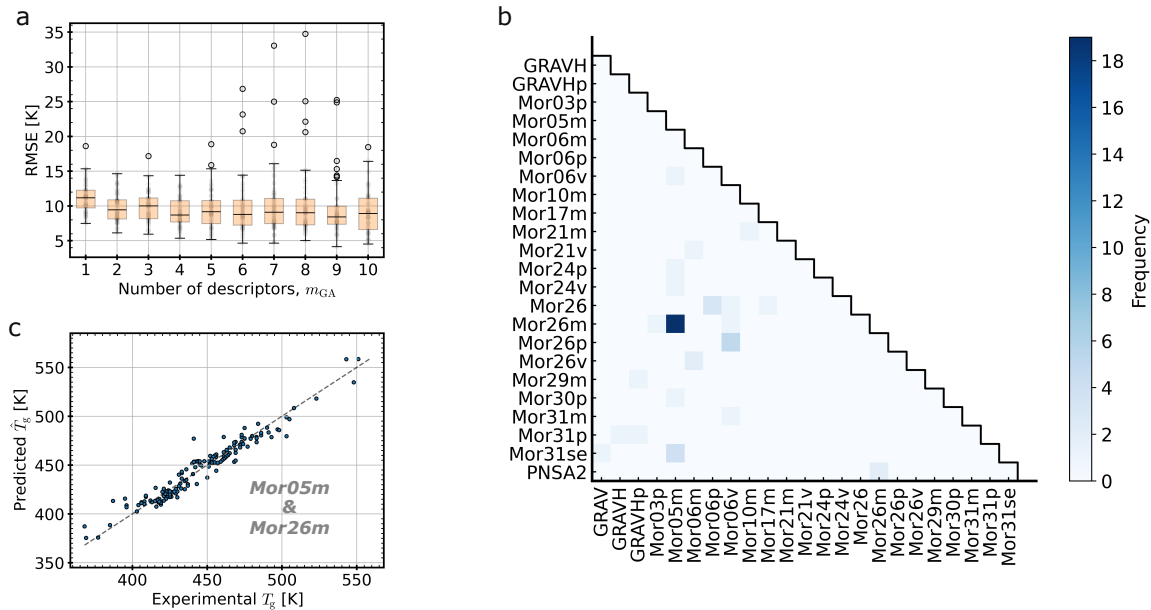 a
35
30
25
20
15
10
5
RMSE [K]
1 2 3 4 5 6 7 8 9 10
Number of descriptors, m_GA
b
GRAVH
GRAVHp
Mor03p
Mor05m
Mor06m
Mor06p
Mor06v
Mor10m
Mor17m
Mor21m
Mor21v
Mor24p
Mor24v
Mor26
Mor26m
Mor26p
Mor26v
Mor29m
Mor30p
Mor31m
Mor31p
Mor31se
PNSA2
GRAV
GRAVH
GRAVHp
Mor03p
Mor05m
Mor06m
Mor06p
Mor06v
Mor10m
Mor17m
Mor21m
Mor21v
Mor24p
Mor24v
Mor26
Mor26m
Mor26p
Mor26v
Mor29m
Mor30p
Mor31m
Mor31p
Mor31se
18
16
14
12
10
8
6
4
2
0
Frequency
c
550
500
450
400
350
Predicted T̂_g [K]
Mor05m
&
Mor26m
400 450 500 550
Experimental T_g [K]